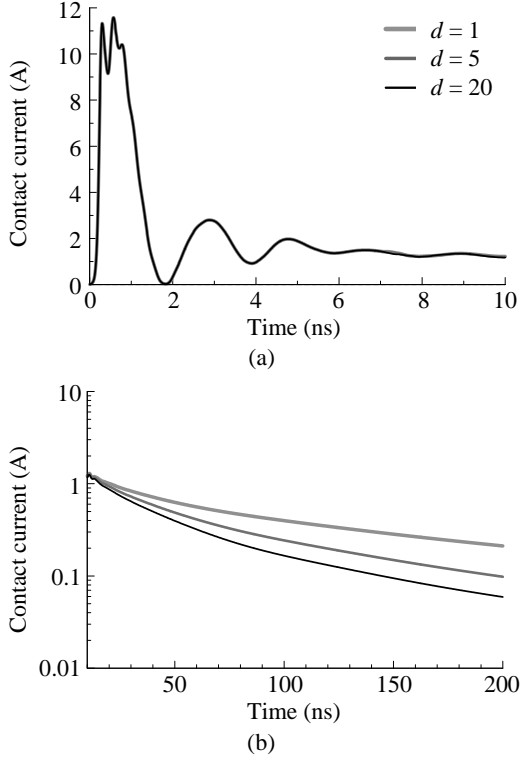 12
10
8
6
4
2
0
Contact current (A)
d = 1
d = 5
d = 20
0 2 4 6 8 10
Time (ns)
(a)
10
1
0.1
0.01
Contact current (A)
50 100 150 200
Time (ns)
(b)